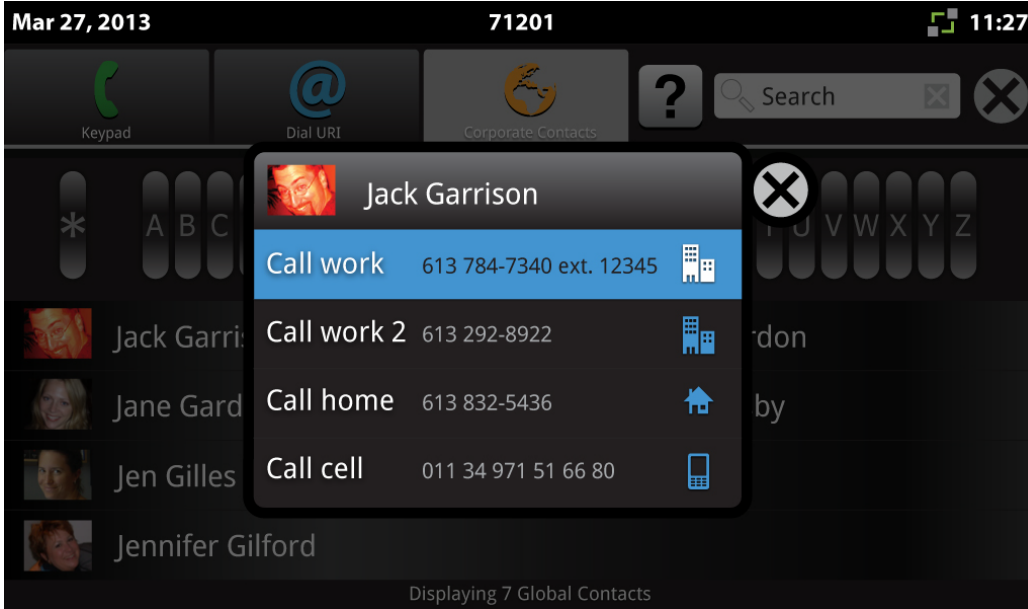 Mar 27, 2013 71201 11:27
? Search
Keypad Dial URI Corporate Contacts
Jack Garrison
* A B C U V W X Y Z
Call work 613 784-7340 ext. 12345
Call work 2 613 292-8922
Call home 613 832-5436
Call cell 011 34 971 51 66 80
Jack Garris don
Jane Gard by
Jen Gilles
Jennifer Gilford
Displaying 7 Global Contacts